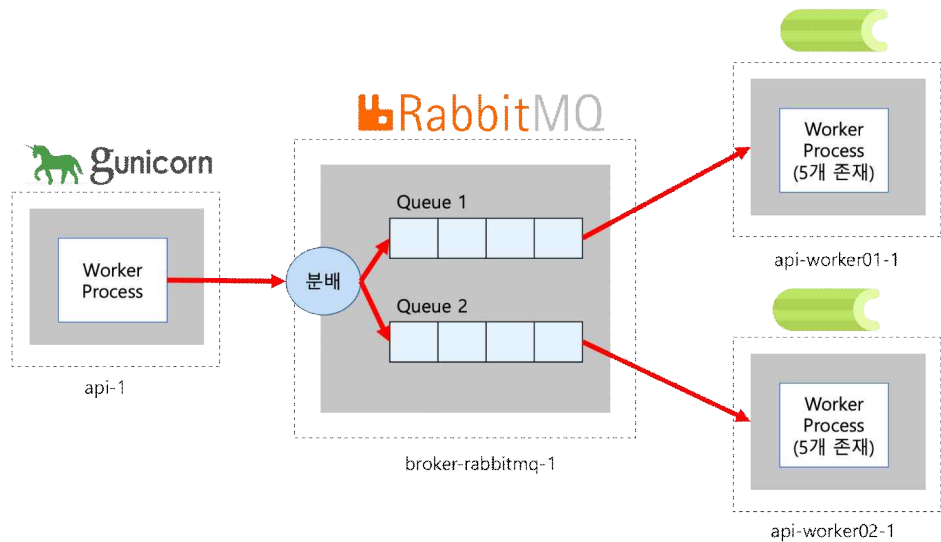 gunicorn
Worker
Process
api-1
RabbitMQ
분배
Queue 1
Queue 2
broker-rabbitmq-1
Worker
Process
(5개 존재)
api-worker01-1
Worker
Process
(5개 존재)
api-worker02-1